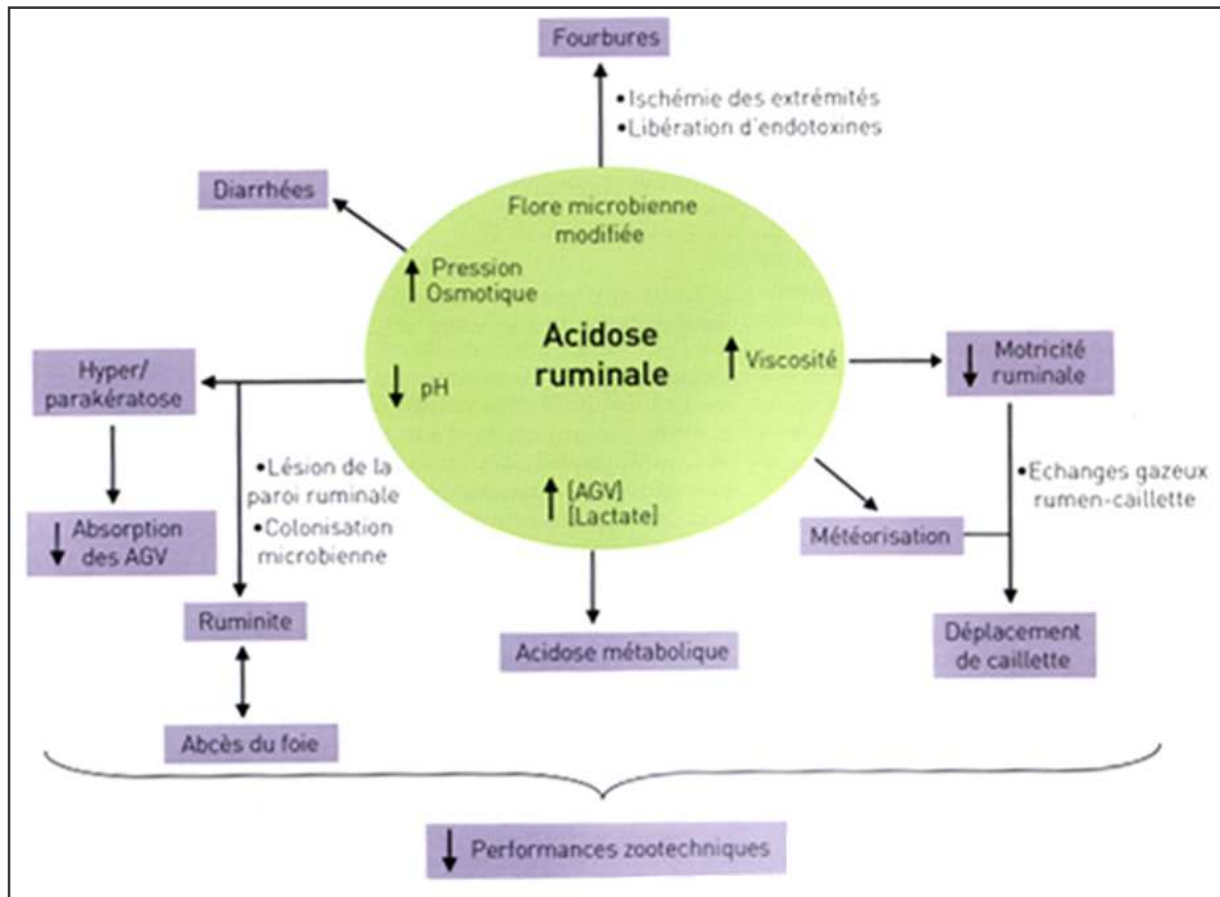 Fourbures
•Ischémie des extrémités
•Libération d'endotoxines
Diarrhées
Flore microbienne
modifiée
↑ Pression
Osmotique
Acidose
ruminale
↑ Viscosité
↓ Motricité
ruminale
Hyper/
parakératose
↓ pH
•Lésion de la
paroi ruminale
•Colonisation
microbienne
↑ [AGV]
[Lactate]
•Echanges gazeux
rumen-caillette
↓ Absorption
des AGV
Météorisation
Ruminite
Acidose métabolique
Déplacement
de caillette
Abcès du foie
↓ Performances zootechniques